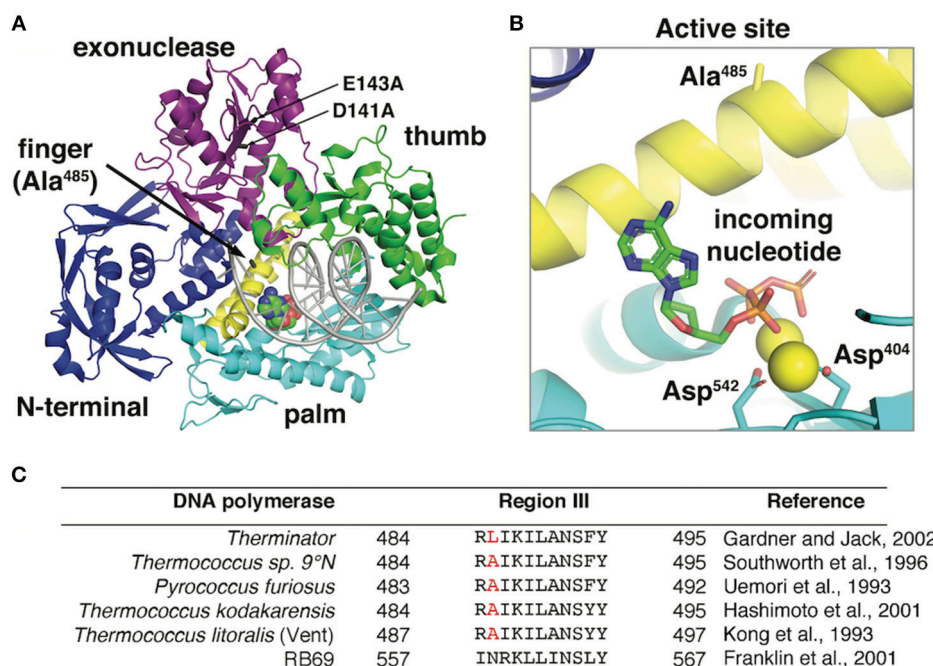 A
exonuclease
E143A
D141A
thumb
finger
(Ala⁴⁸⁵)
N-terminal
palm
B
Active site
Ala⁴⁸⁵
incoming
nucleotide
Asp⁴⁰⁴
Asp⁵⁴²
C
DNA polymerase Region III Reference
Therminator 484 RLIKILANSFY 495 Gardner and Jack, 2002
Thermococcus sp. 9°N 484 RAIKILANSFY 495 Southworth et al., 1996
Pyrococcus furiosus 483 RAIKILANSFY 492 Uemori et al., 1993
Thermococcus kodakarensis 484 RAIKILANSYY 495 Hashimoto et al., 2001
Thermococcus litoralis (Vent) 487 RAIKILANSYY 497 Kong et al., 1993
RB69 557 INRKLLINSLY 567 Franklin et al., 2001